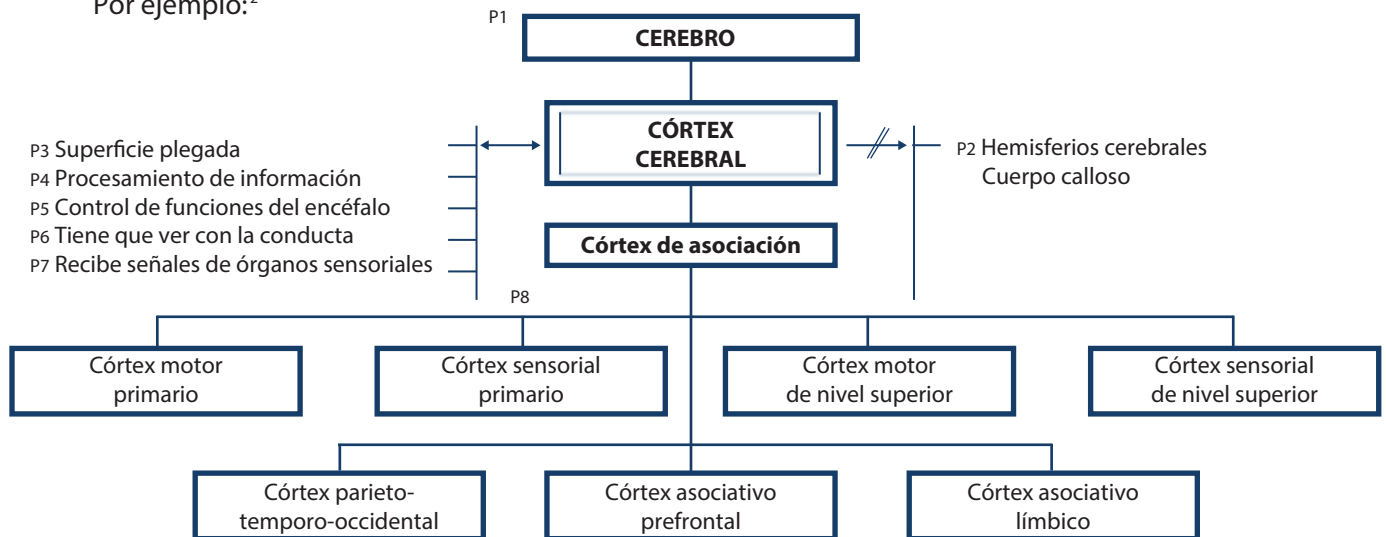 Por ejemplo:²
P1
CEREBRO
CÓRTEX
CEREBRAL
P3 Superficie plegada
P4 Procesamiento de información
P5 Control de funciones del encéfalo
P6 Tiene que ver con la conducta
P7 Recibe señales de órganos sensoriales
P2 Hemisferios cerebrales
Cuerpo calloso
Córtex de asociación
P8
Córtex motor
primario
Córtex sensorial
primario
Córtex motor
de nivel superior
Córtex sensorial
de nivel superior
Córtex parieto-
temporo-occidental
Córtex asociativo
prefrontal
Córtex asociativo
límbico